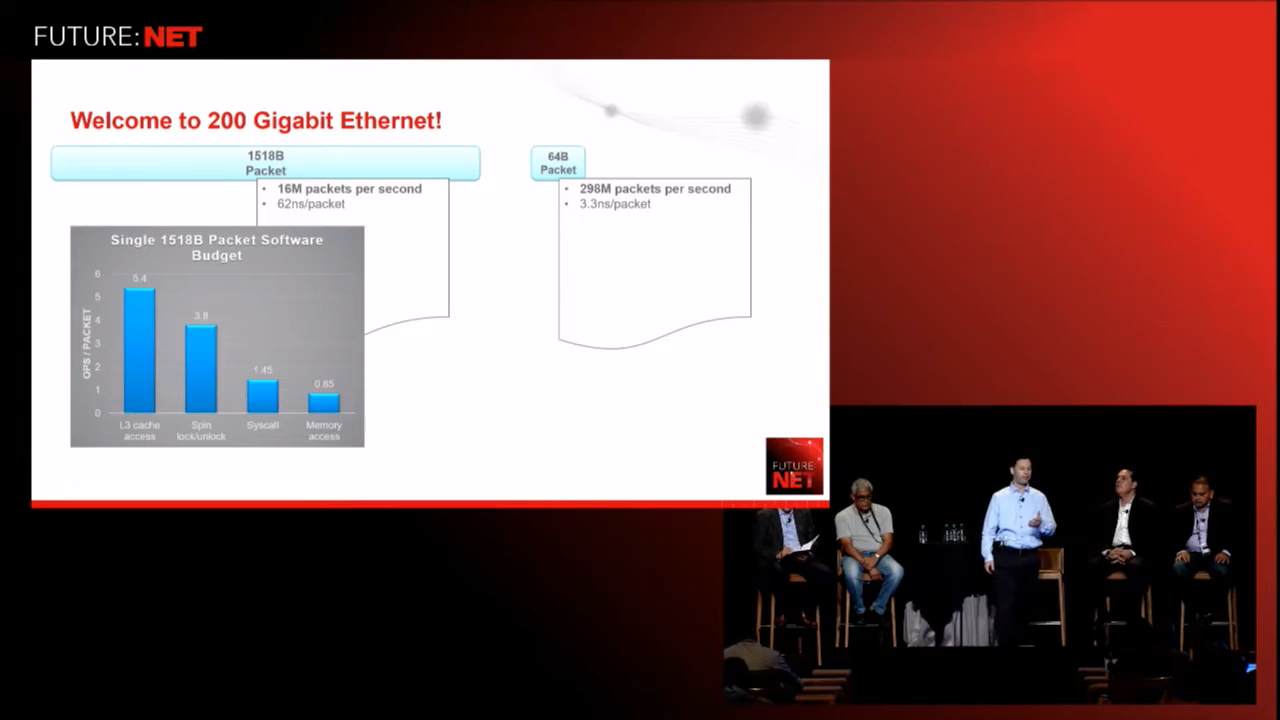 FUTURE:NET
Welcome to 200 Gigabit Ethernet!
1518B
Packet
• 16M packets per second
• 62ns/packet
64B
Packet
• 298M packets per second
• 3.3ns/packet
Single 1518B Packet Software
Budget
OPS / PACKET
6
5
4
3
2
1
0
5.4
3.8
1.45
0.85
L3 cache
access
Spin
lock/unlock
Syscall
Memory
access
FUTURE:
NET